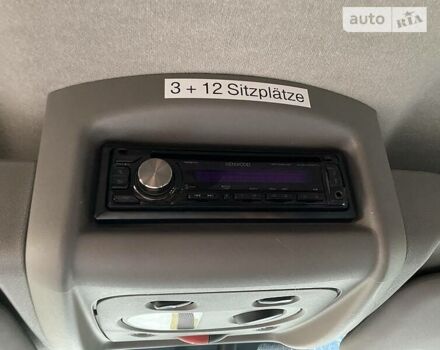 auto RIA
3 + 12 Sitzplätze
KENWOOD